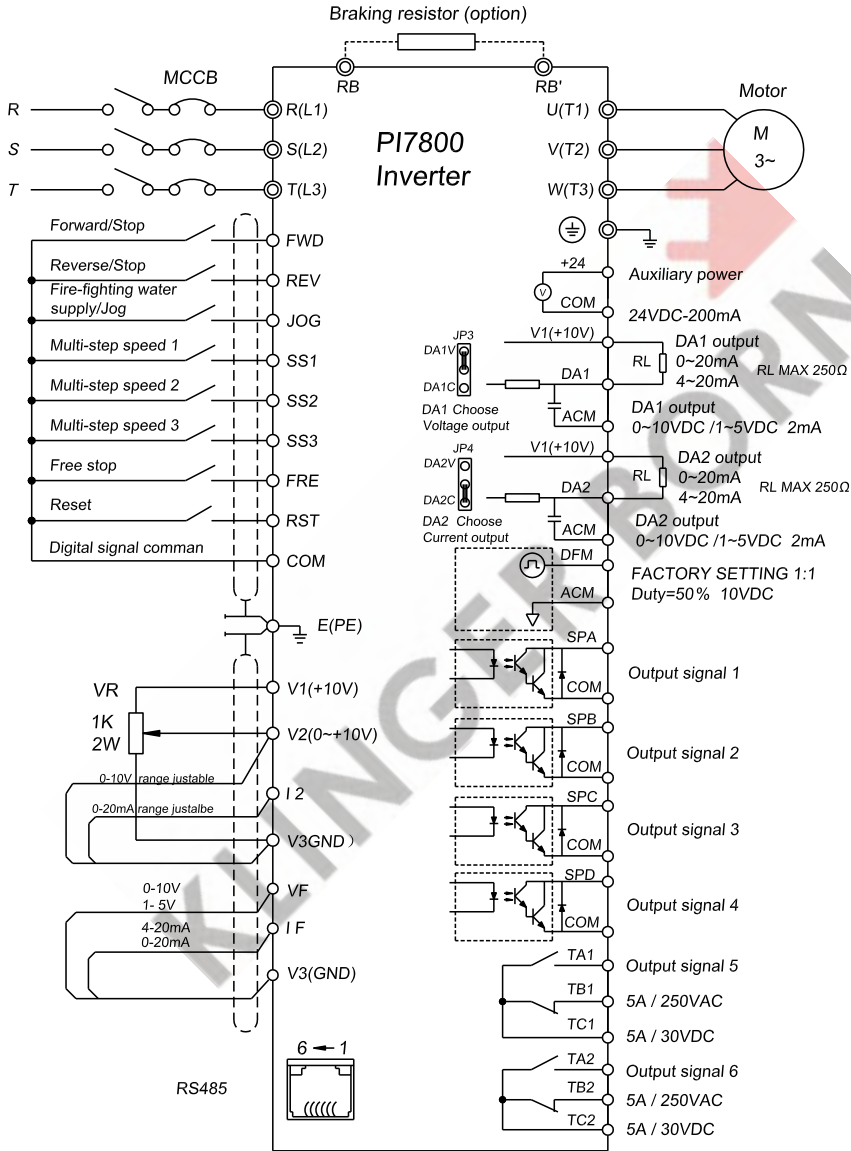 Braking resistor (option)
MCCB
RB
RB'
Motor
R
R(L1)
U(T1)
M
3~
PI7800
Inverter
S
S(L2)
V(T2)
T
T(L3)
W(T3)
Forward/Stop
FWD
Reverse/Stop
REV
Fire-fighting water
supply/Jog
JOG
Multi-step speed 1
SS1
Multi-step speed 2
SS2
Multi-step speed 3
SS3
Free stop
FRE
Reset
RST
Digital signal comman
COM
E(PE)
VR
1K
2W
V1(+10V)
V2(0~+10V)
0-10V range justable
I 2
0-20mA range justalbe
V3GND）
0-10V
1- 5V
VF
4-20mA
0-20mA
I F
V3(GND)
RS485
6 ← 1
+24
V
COM
Auxiliary power
24VDC-200mA
JP3
DA1V
DA1C
DA1 Choose
Voltage output
V1(+10V)
DA1
ACM
RL
DA1 output
0~20mA
4~20mA
RL MAX 250Ω
DA1 output
0~10VDC /1~5VDC 2mA
JP4
DA2V
DA2C
DA2 Choose
Current output
V1(+10V)
DA2
ACM
RL
DA2 output
0~20mA
4~20mA
RL MAX 250Ω
DA2 output
0~10VDC /1~5VDC 2mA
DFM
ACM
FACTORY SETTING 1:1
Duty=50% 10VDC
SPA
COM
Output signal 1
SPB
COM
Output signal 2
SPC
COM
Output signal 3
SPD
COM
Output signal 4
TA1
Output signal 5
TB1
5A / 250VAC
TC1
5A / 30VDC
TA2
Output signal 6
TB2
5A / 250VAC
TC2
5A / 30VDC
KLINGER BORN